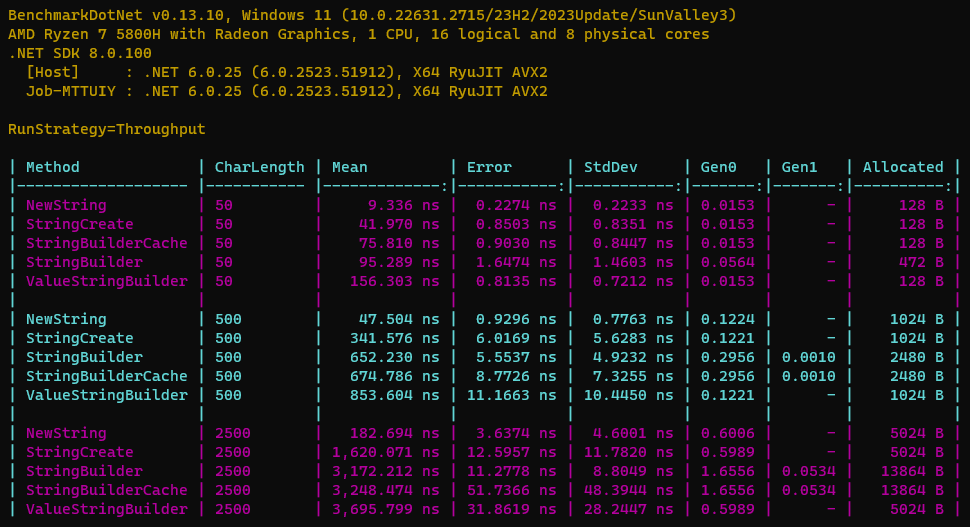 BenchmarkDotNet v0.13.10, Windows 11 (10.0.22631.2715/23H2/2023Update/SunValley3)
AMD Ryzen 7 5800H with Radeon Graphics, 1 CPU, 16 logical and 8 physical cores
.NET SDK 8.0.100
  [Host]     : .NET 6.0.25 (6.0.2523.51912), X64 RyuJIT AVX2
  Job-MTTUIY : .NET 6.0.25 (6.0.2523.51912), X64 RyuJIT AVX2

RunStrategy=Throughput

| Method             | CharLength | Mean         | Error      | StdDev     | Gen0   | Gen1   | Allocated |
|------------------- |----------- |-------------:|-----------:|-----------:|-------:|-------:|----------:|
| NewString          | 50         |     9.336 ns |  0.2274 ns |  0.2233 ns | 0.0153 |      - |     128 B |
| StringCreate       | 50         |    41.970 ns |  0.8503 ns |  0.8351 ns | 0.0153 |      - |     128 B |
| StringBuilderCache | 50         |    75.810 ns |  0.9030 ns |  0.8447 ns | 0.0153 |      - |     128 B |
| StringBuilder      | 50         |    95.289 ns |  1.6474 ns |  1.4603 ns | 0.0564 |      - |     472 B |
| ValueStringBuilder | 50         |   156.303 ns |  0.8135 ns |  0.7212 ns | 0.0153 |      - |     128 B |
|                    |            |              |            |            |        |        |           |
| NewString          | 500        |    47.504 ns |  0.9296 ns |  0.7763 ns | 0.1224 |      - |    1024 B |
| StringCreate       | 500        |   341.576 ns |  6.0169 ns |  5.6283 ns | 0.1221 |      - |    1024 B |
| StringBuilder      | 500        |   652.230 ns |  5.5537 ns |  4.9232 ns | 0.2956 | 0.0010 |    2480 B |
| StringBuilderCache | 500        |   674.786 ns |  8.7726 ns |  7.3255 ns | 0.2956 | 0.0010 |    2480 B |
| ValueStringBuilder | 500        |   853.604 ns | 11.1663 ns | 10.4450 ns | 0.1221 |      - |    1024 B |
|                    |            |              |            |            |        |        |           |
| NewString          | 2500       |   182.694 ns |  3.6374 ns |  4.6001 ns | 0.6006 |      - |    5024 B |
| StringCreate       | 2500       | 1,620.071 ns | 12.5957 ns | 11.7820 ns | 0.5989 |      - |    5024 B |
| StringBuilder      | 2500       | 3,172.212 ns | 11.2778 ns |  8.8049 ns | 1.6556 | 0.0534 |   13864 B |
| StringBuilderCache | 2500       | 3,248.474 ns | 51.7366 ns | 48.3944 ns | 1.6556 | 0.0534 |   13864 B |
| ValueStringBuilder | 2500       | 3,695.799 ns | 31.8619 ns | 28.2447 ns | 0.5989 |      - |    5024 B |